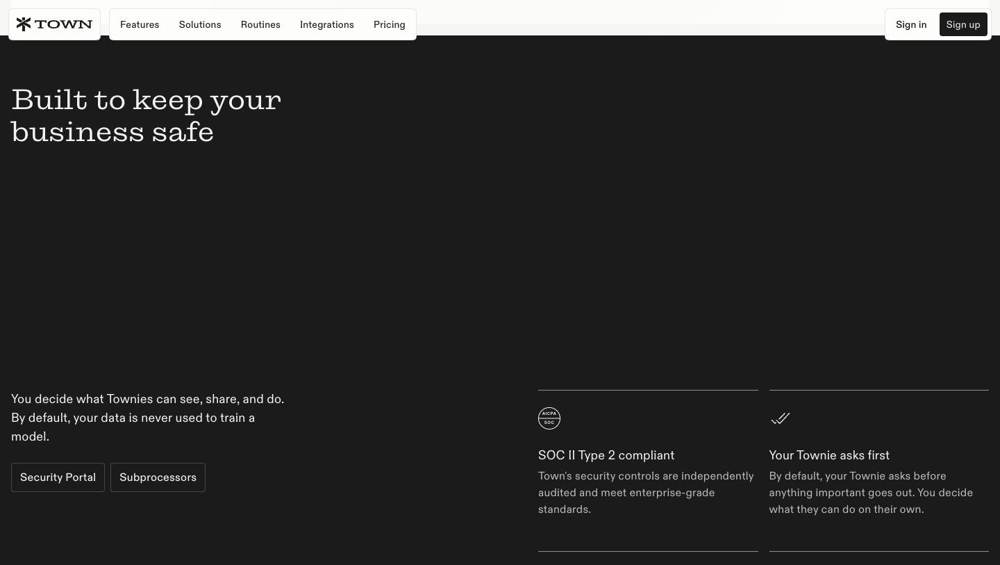 TOWN
Features
Solutions
Routines
Integrations
Pricing
Sign in
Sign up
Built to keep your
business safe
You decide what Townies can see, share, and do.
By default, your data is never used to train a
model.
Security Portal
Subprocessors
AICPA
SOC
SOC II Type 2 compliant
Town's security controls are independently
audited and meet enterprise-grade
standards.
Your Townie asks first
By default, your Townie asks before
anything important goes out. You decide
what they can do on their own.